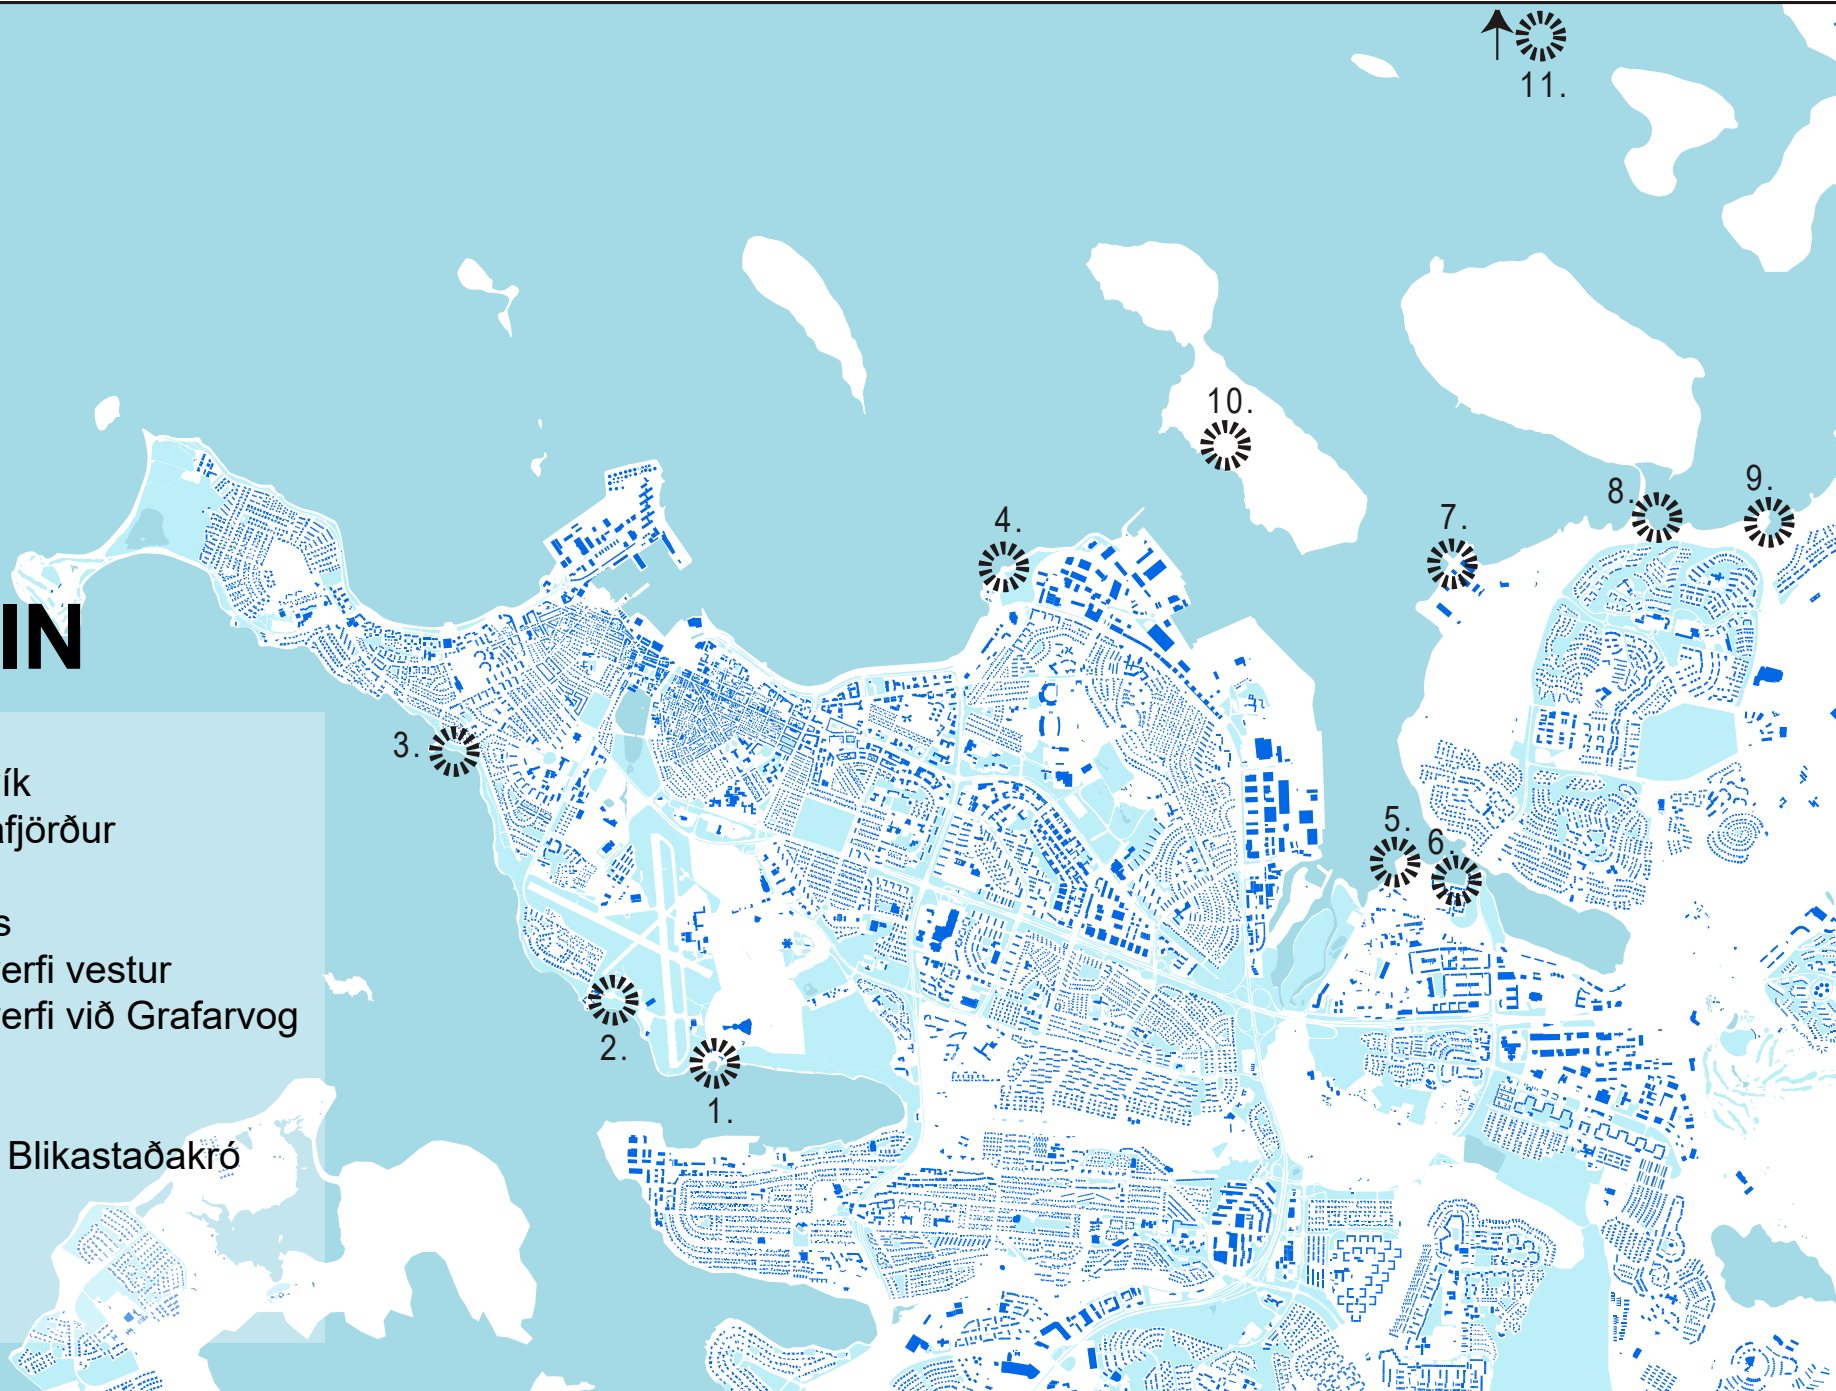 11.
10.
8.
9.
7.
4.
IN
3.
ík
afjörður
5.
6.
s
erfi vestur
erfi við Grafarvog
2.
1.
Blikastaðakró